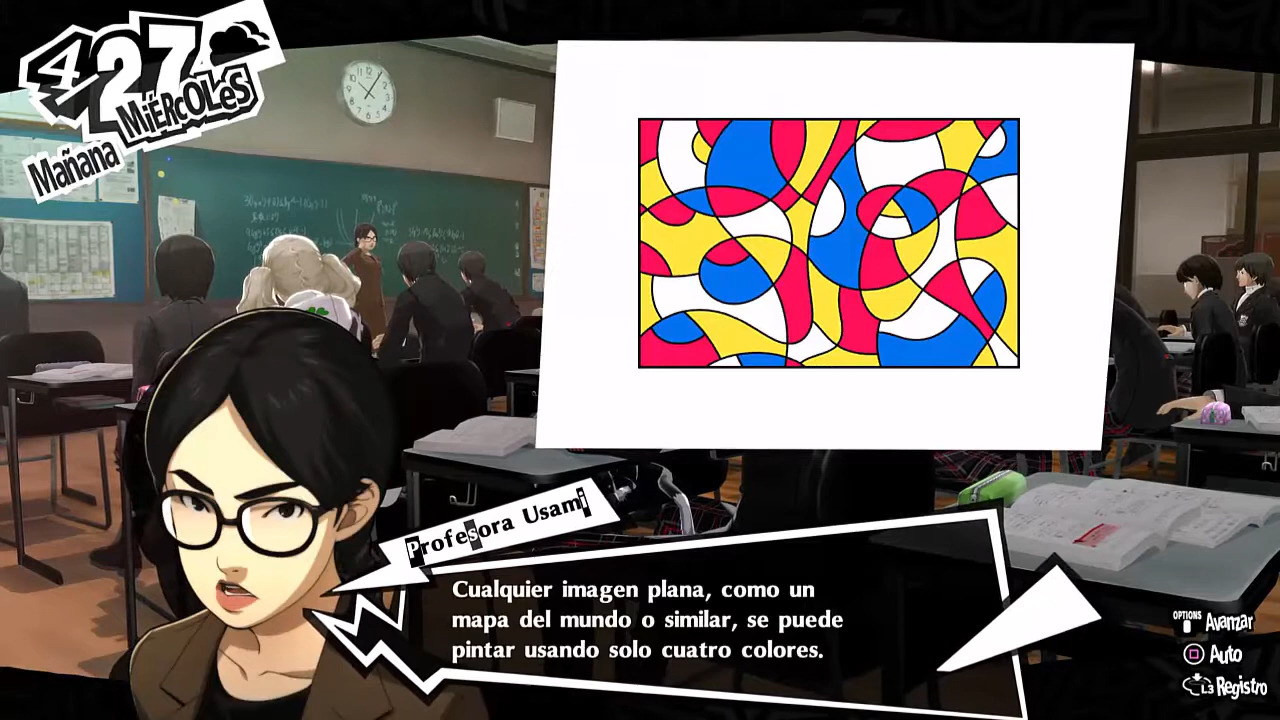 4 27
MiÉRcOLeS
Mañana
Profesora Usami
Cualquier imagen plana, como un
mapa del mundo o similar, se puede
pintar usando solo cuatro colores.
OPTIONS Avanzar
Auto
L3 Registro